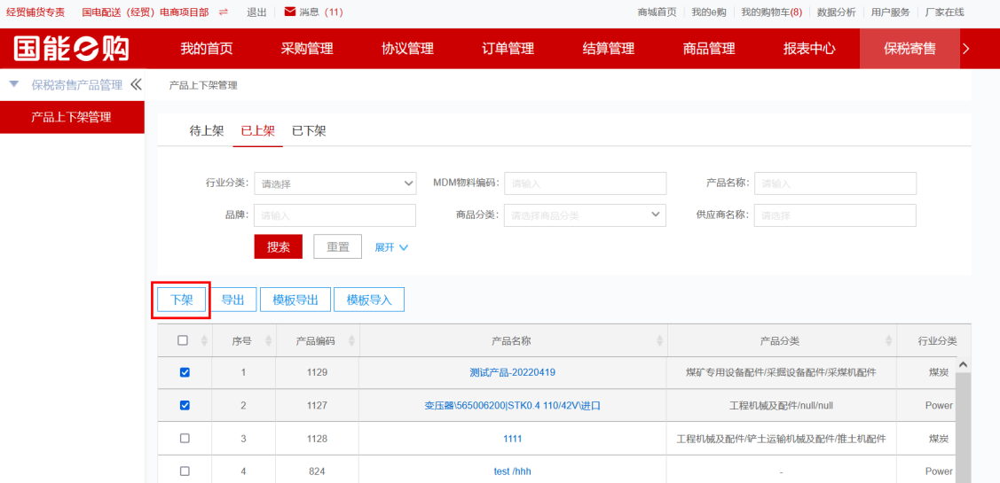 经贸铺货专责 国电配送（经贸）电商项目部 退出 消息（11） 商城首页 我的e购 我的购物车(8) 数据分析 用户服务 厂家在线
国能e购 我的首页 采购管理 协议管理 订单管理 结算管理 商品管理 报表中心 保税寄售
保税寄售产品管理 产品上下架管理
产品上下架管理
待上架 已上架 已下架
行业分类： 请选择 MDM物料编码： 请输入 产品名称： 请输入
品牌： 请输入 商品分类： 请选择商品分类 供应商名称： 请选择
搜索 重置 展开
下架 导出 模板导出 模板导入
序号 产品编码 产品名称 产品分类 行业分类
1 1129 测试产品-20220419 煤矿专用设备配件/采掘设备配件/采煤机配件 煤炭
2 1127 变压器\565006200|STK0.4 110/42V\进口 工程机械及配件/null/null Power
3 1128 1111 工程机械及配件/铲土运输机械及配件/推土机配件 煤炭
4 824 test /hhh - Power